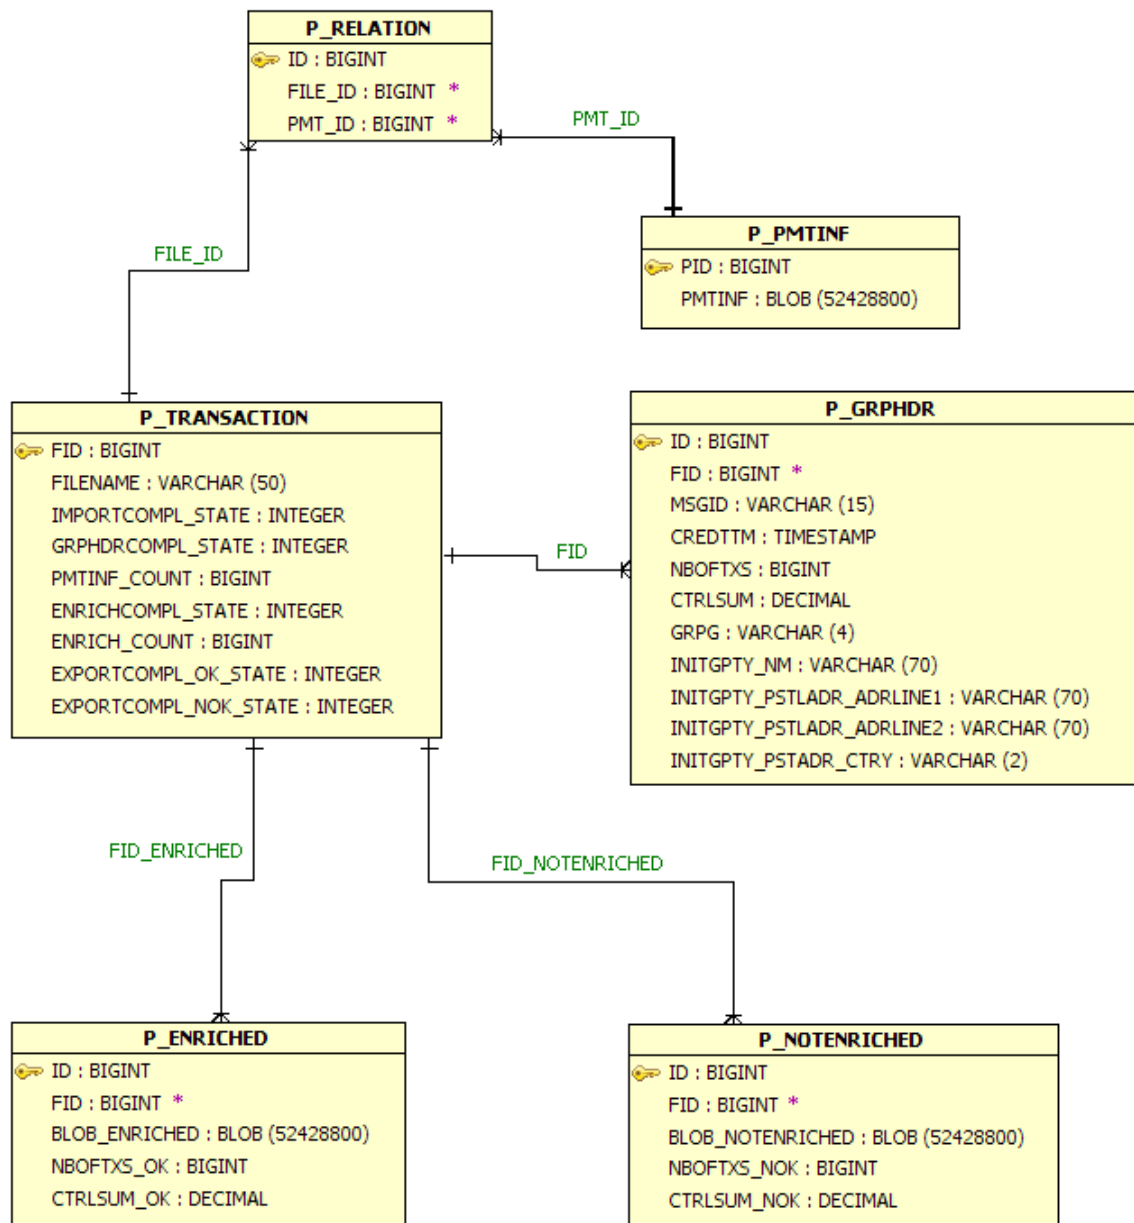 P_RELATION
ID : BIGINT
FILE_ID : BIGINT *
PMT_ID : BIGINT *
PMT_ID
FILE_ID
P_PMTINF
PID : BIGINT
PMTINF : BLOB (52428800)
P_TRANSACTION
FID : BIGINT
FILENAME : VARCHAR (50)
IMPORTCOMPL_STATE : INTEGER
GRPHDRCOMPL_STATE : INTEGER
PMTINF_COUNT : BIGINT
ENRICHCOMPL_STATE : INTEGER
ENRICH_COUNT : BIGINT
EXPORTCOMPL_OK_STATE : INTEGER
EXPORTCOMPL_NOK_STATE : INTEGER
FID
P_GRPHDR
ID : BIGINT
FID : BIGINT *
MSGID : VARCHAR (15)
CREDTTM : TIMESTAMP
NBOFTXS : BIGINT
CTRLSUM : DECIMAL
GRPG : VARCHAR (4)
INITGPTY_NM : VARCHAR (70)
INITGPTY_PSTLADR_ADRLINE1 : VARCHAR (70)
INITGPTY_PSTLADR_ADRLINE2 : VARCHAR (70)
INITGPTY_PSTADR_CTRY : VARCHAR (2)
FID_ENRICHED
FID_NOTENRICHED
P_ENRICHED
ID : BIGINT
FID : BIGINT *
BLOB_ENRICHED : BLOB (52428800)
NBOFTXS_OK : BIGINT
CTRLSUM_OK : DECIMAL
P_NOTENRICHED
ID : BIGINT
FID : BIGINT *
BLOB_NOTENRICHED : BLOB (52428800)
NBOFTXS_NOK : BIGINT
CTRLSUM_NOK : DECIMAL